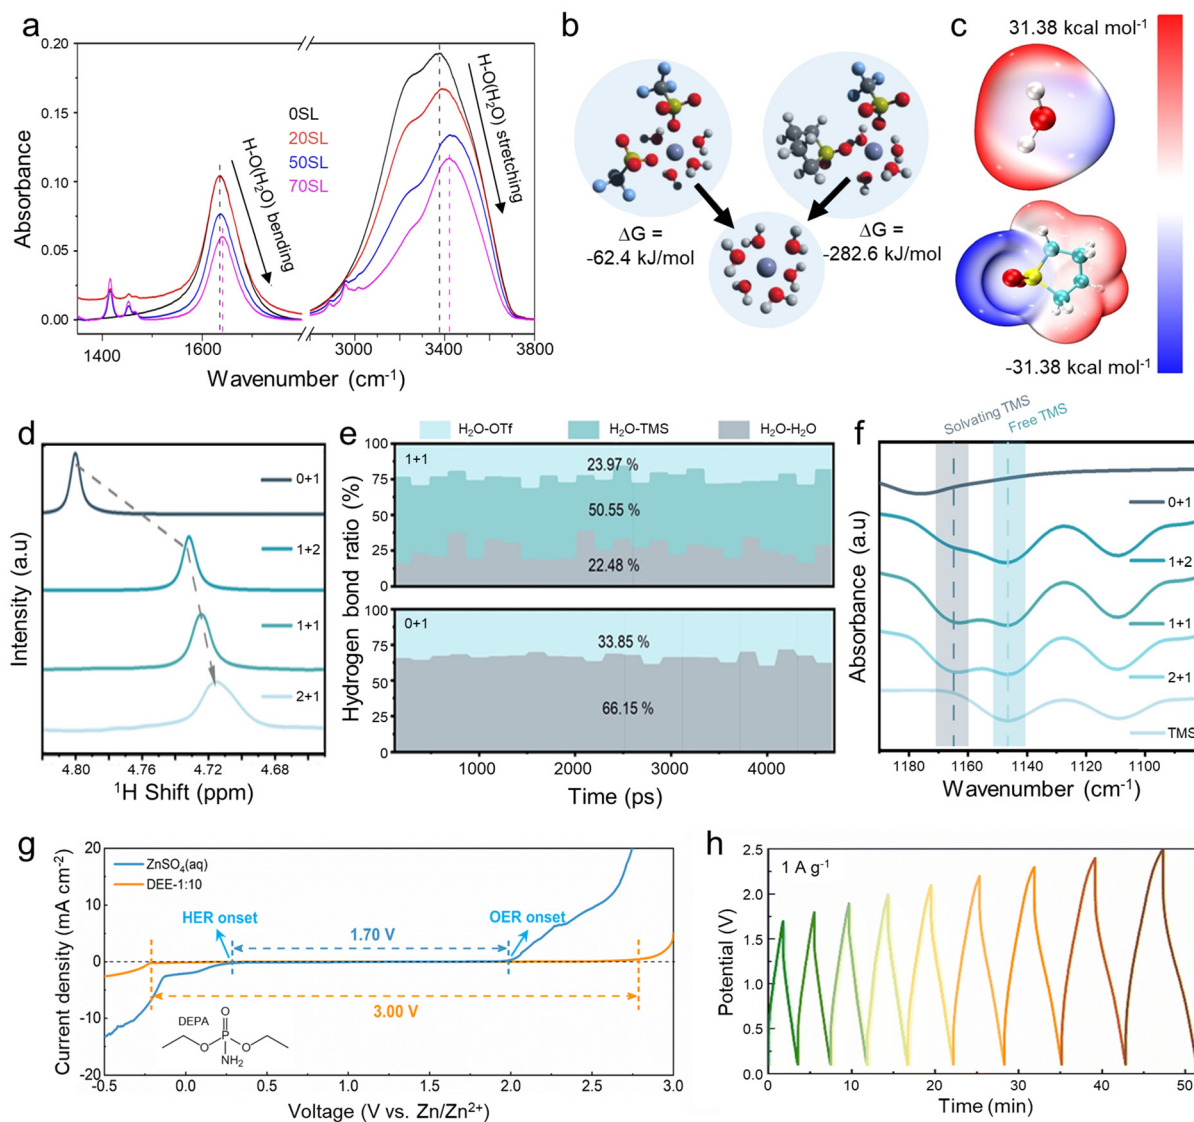 a
0.20
0.15
0.10
0.05
0.00
Absorbance
0SL
20SL
50SL
70SL
H-O(H₂O) bending
H-O(H₂O) stretching
1400
1600
3000
3400
3800
Wavenumber (cm⁻¹)
b
ΔG =
-62.4 kJ/mol
ΔG =
-282.6 kJ/mol
c
31.38 kcal mol⁻¹
-31.38 kcal mol⁻¹
d
Intensity (a.u)
0+1
1+2
1+1
2+1
4.80
4.76
4.72
4.68
¹H Shift (ppm)
e
H₂O-OTf
H₂O-TMS
H₂O-H₂O
Hydrogen bond ratio (%)
100
75
50
25
0
1+1
23.97 %
50.55 %
22.48 %
100
75
50
25
0
0+1
33.85 %
66.15 %
1000
2000
3000
4000
Time (ps)
f
Solvating TMS
Free TMS
Absorbance (a.u)
0+1
1+2
1+1
2+1
TMS
1180
1160
1140
1120
1100
Wavenumber (cm⁻¹)
g
Current density (mA cm⁻²)
20
10
0
-10
-20
ZnSO₄(aq)
DEE-1:10
HER onset
OER onset
1.70 V
3.00 V
DEPA
O
P
O
O
NH₂
-0.5
0.0
0.5
1.0
1.5
2.0
2.5
3.0
Voltage (V vs. Zn/Zn²⁺)
h
1 A g⁻¹
Potential (V)
2.5
2.0
1.5
1.0
0.5
0.0
0
10
20
30
40
50
Time (min)